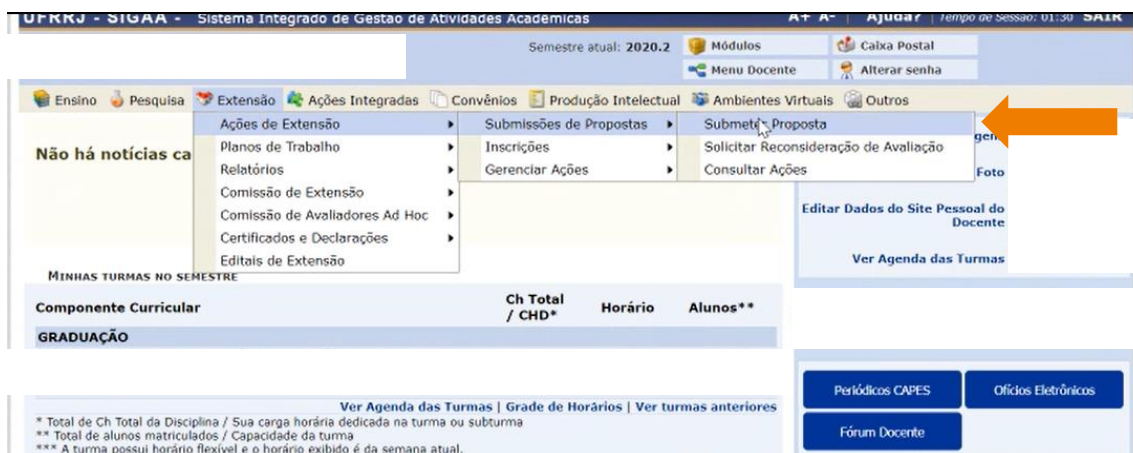 UFRRJ - SIGAA - Sistema Integrado de Gestão de Atividades Acadêmicas A+ A- | Ajuda? | Tempo de Sessão: 01:30 SAIR
Semestre atual: 2020.2 Módulos Caixa Postal
Menu Docente Alterar senha
Ensino Pesquisa Extensão Ações Integradas Convênios Produção Intelectual Ambientes Virtuais Outros
Ações de Extensão Submissões de Propostas Submeter Proposta
Planos de Trabalho Inscrições Solicitar Reconsideração de Avaliação
Relatórios Gerenciar Ações Consultar Ações
Comissão de Extensão
Comissão de Avaliadores Ad Hoc
Certificados e Declarações
Editais de Extensão
Não há notícias ca
Foto
Editar Dados do Site Pessoal do
Docente
Ver Agenda das Turmas
MINHAS TURMAS NO SEMESTRE
Componente Curricular Ch Total / CHD* Horário Alunos**
GRADUAÇÃO
Periódicos CAPES Ofícios Eletrônicos
Fórum Docente
Ver Agenda das Turmas | Grade de Horários | Ver turmas anteriores
* Total de Ch Total da Disciplina / Sua carga horária dedicada na turma ou subturma
** Total de alunos matriculados / Capacidade da turma
*** A turma possui horário flexível e o horário exibido é da semana atual.